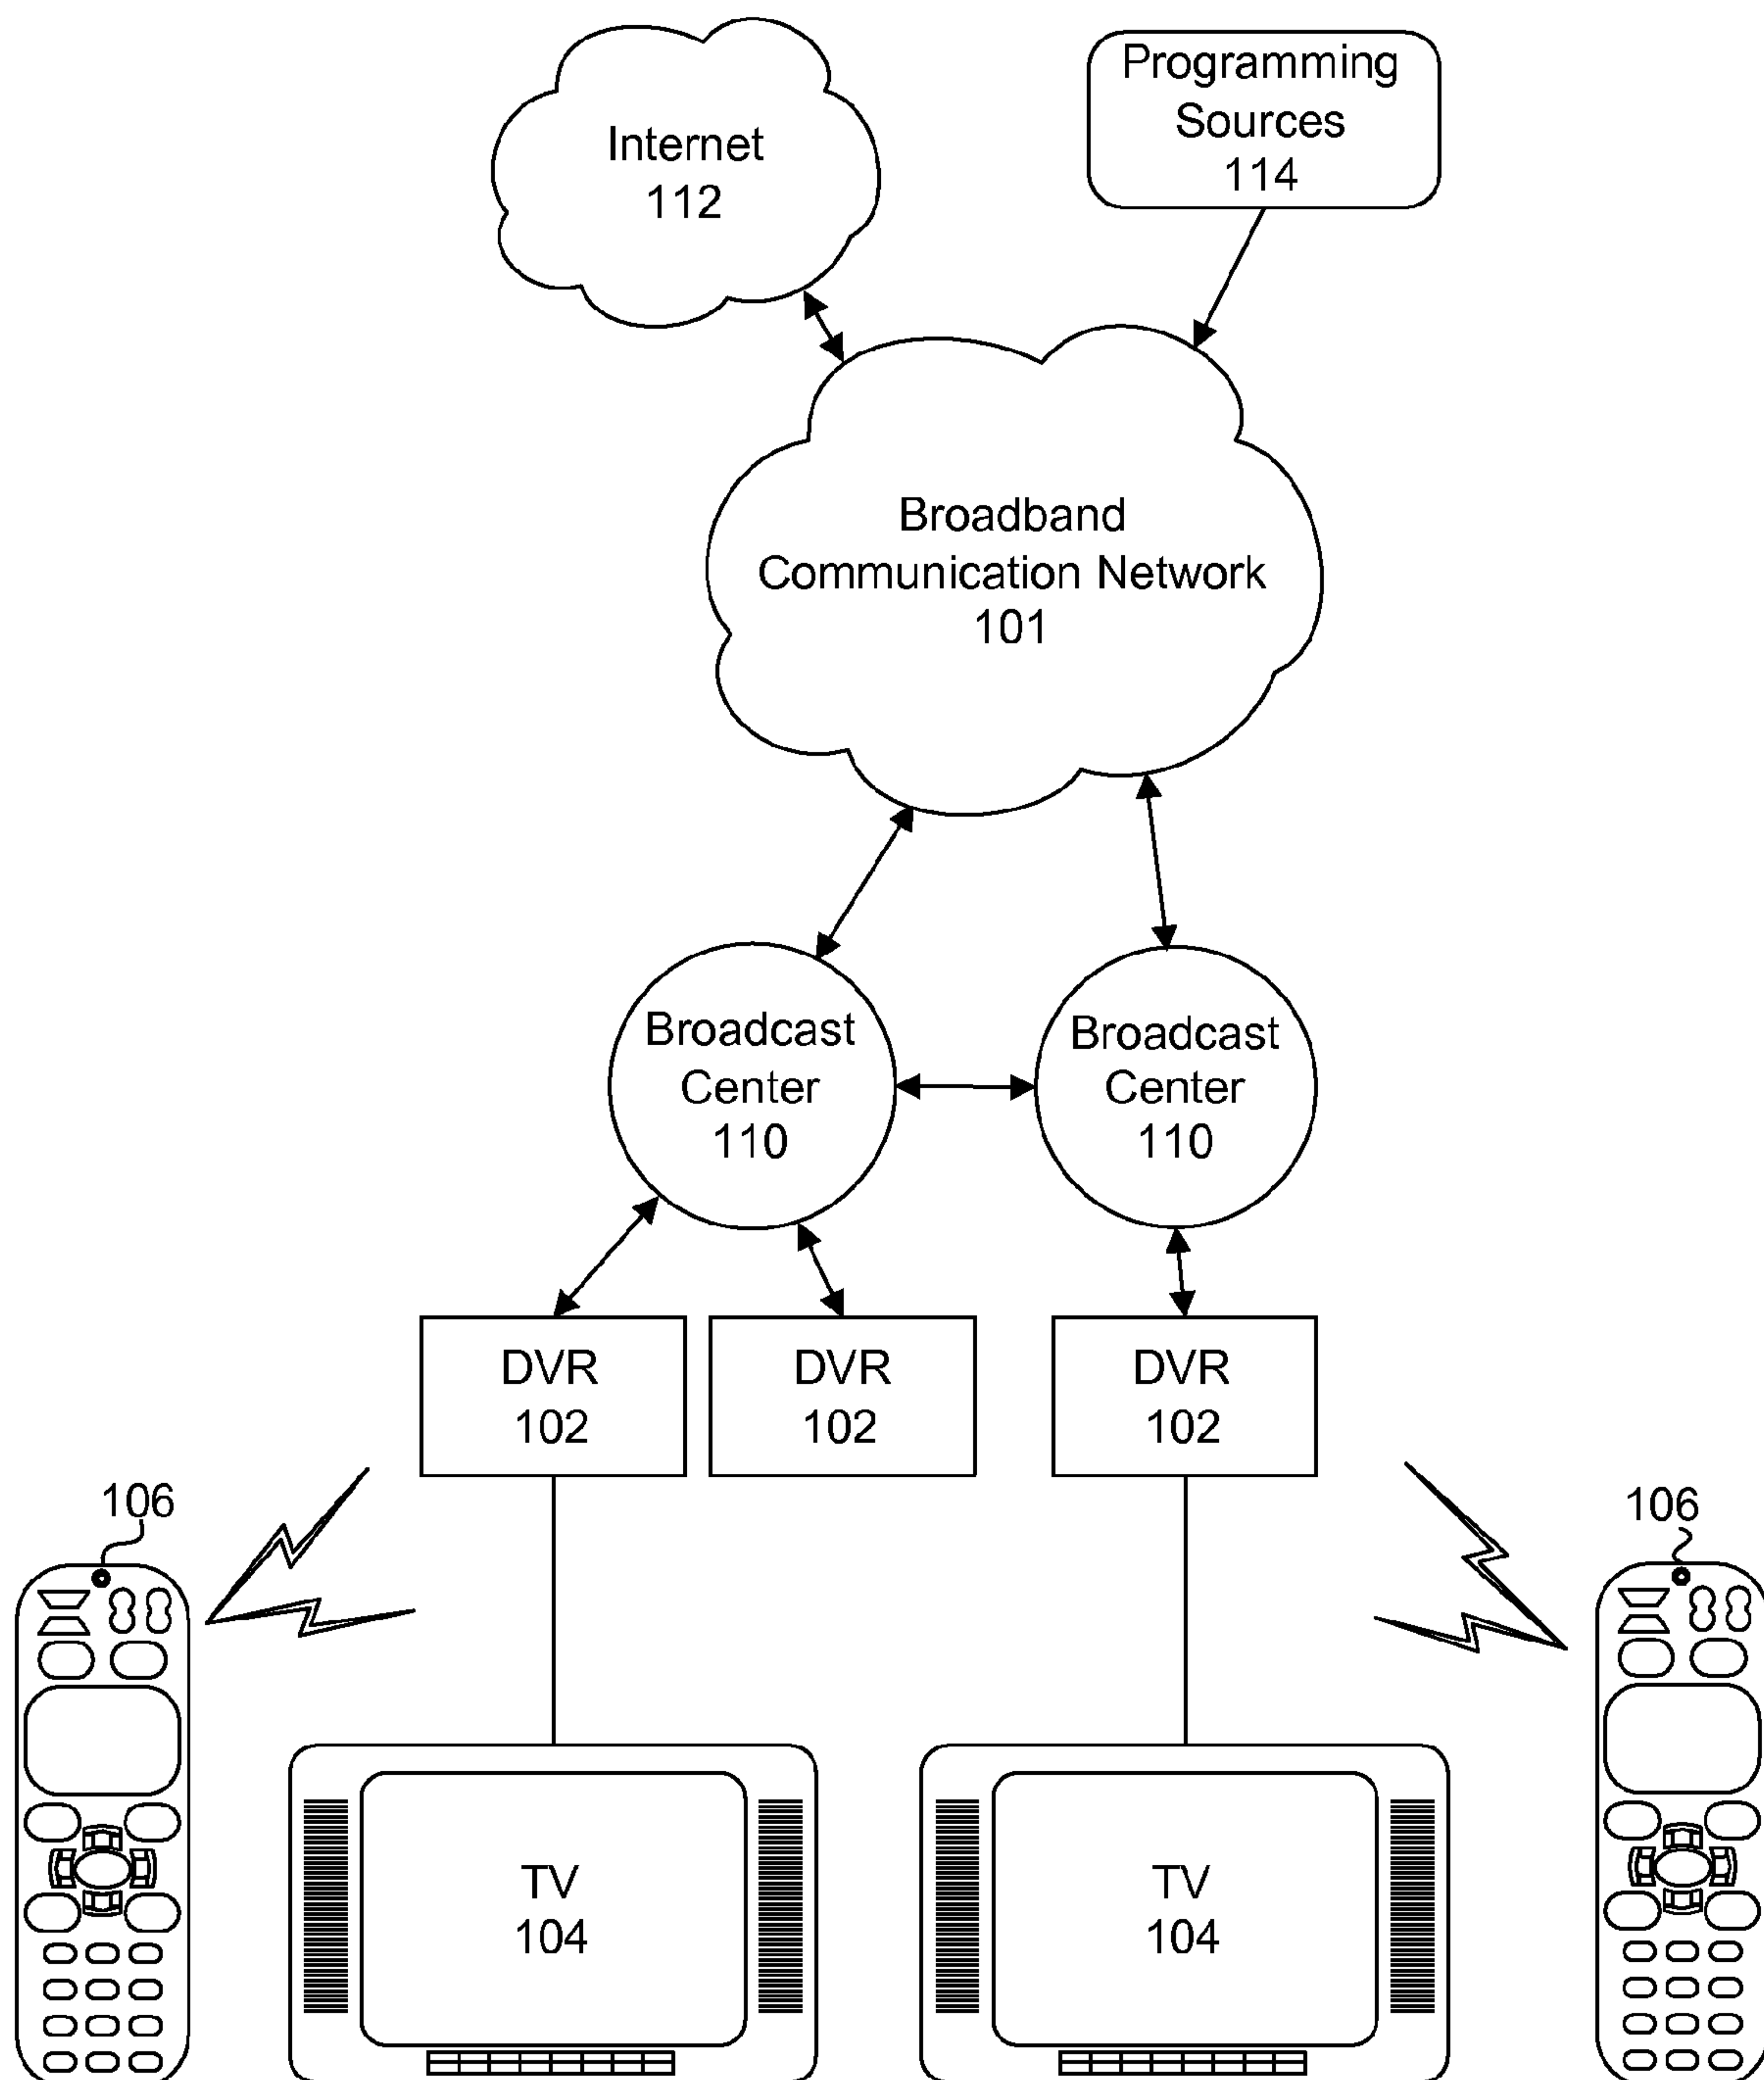 Internet
112
Programming
Sources
114
Broadband
Communication Network
101
Broadcast
Center
110
Broadcast
Center
110
DVR
102
DVR
102
DVR
102
106
106
TV
104
TV
104